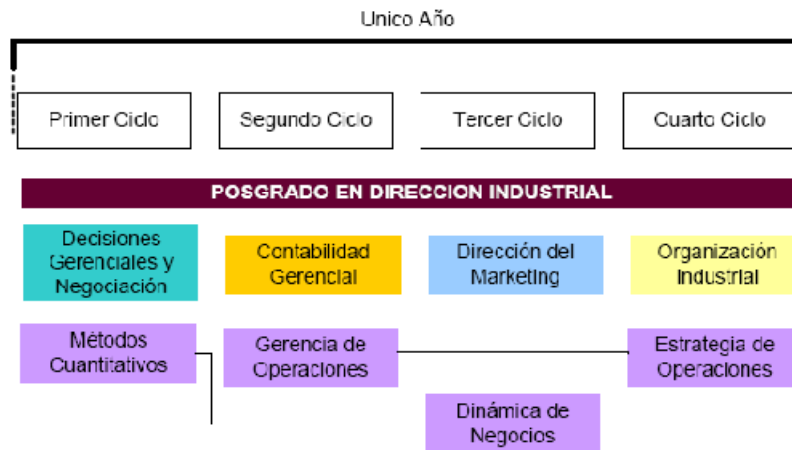 Unico Año
Primer Ciclo
Segundo Ciclo
Tercer Ciclo
Cuarto Ciclo
POSGRADO EN DIRECCION INDUSTRIAL
Decisiones
Gerenciales y
Negociación
Contabilidad
Gerencial
Dirección del
Marketing
Organización
Industrial
Métodos
Cuantitativos
Gerencia de
Operaciones
Estrategia de
Operaciones
Dinámica de
Negocios